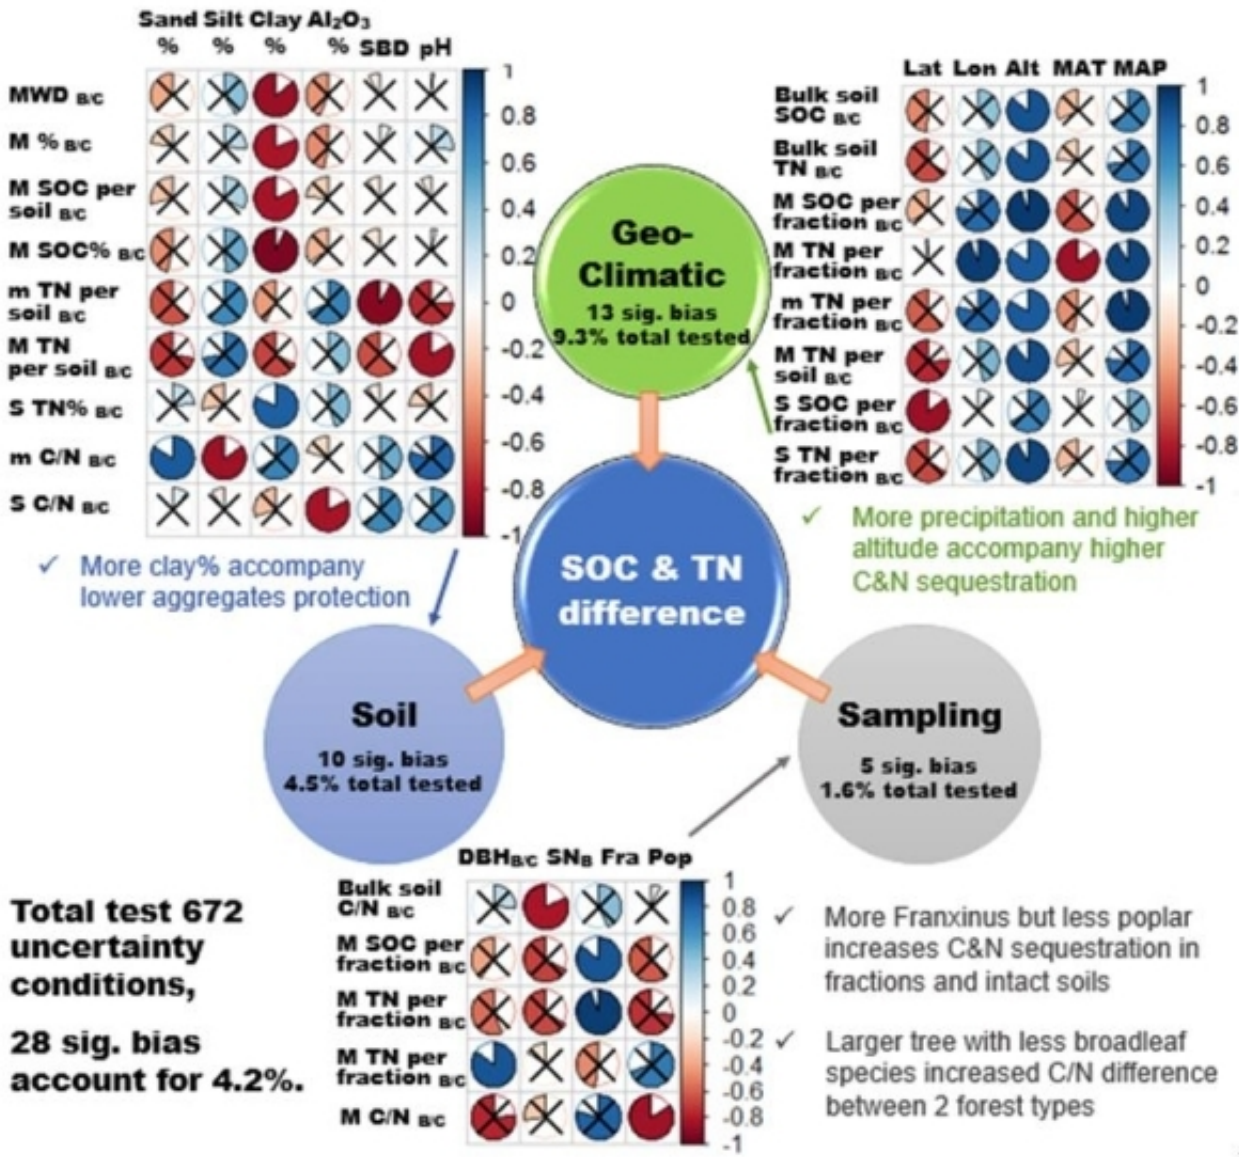 Sand Silt Clay Al₂O₃
% % % % SBD pH
MWD B/C
M % B/C
M SOC per
soil B/C
M SOC% B/C
m TN per
soil B/C
M TN
per soil B/C
S TN% B/C
m C/N B/C
S C/N B/C
1
0.8
0.6
0.4
0.2
0
-0.2
-0.4
-0.6
-0.8
-1
✓ More clay% accompany
lower aggregates protection
Geo-
Climatic
13 sig. bias
9.3% total tested
Lat Lon Alt MAT MAP
Bulk soil
SOC B/C
Bulk soil
TN B/C
M SOC per
fraction B/C
M TN per
fraction B/C
m TN per
fraction B/C
M TN per
soil B/C
S SOC per
fraction B/C
S TN per
fraction B/C
1
0.8
0.6
0.4
0.2
0
-0.2
-0.4
-0.6
-0.8
-1
✓ More precipitation and higher
altitude accompany higher
C&N sequestration
SOC & TN
difference
Soil
10 sig. bias
4.5% total tested
Sampling
5 sig. bias
1.6% total tested
DBH B/C SN B Fra Pop
Bulk soil
C/N B/C
M SOC per
fraction B/C
M TN per
fraction B/C
M TN per
fraction B/C
M C/N B/C
1
0.8
0.6
0.4
0.2
0
-0.2
-0.4
-0.6
-0.8
-1
Total test 672
uncertainty
conditions,
28 sig. bias
account for 4.2%.
✓ More Franxinus but less poplar
increases C&N sequestration in
fractions and intact soils
✓ Larger tree with less broadleaf
species increased C/N difference
between 2 forest types